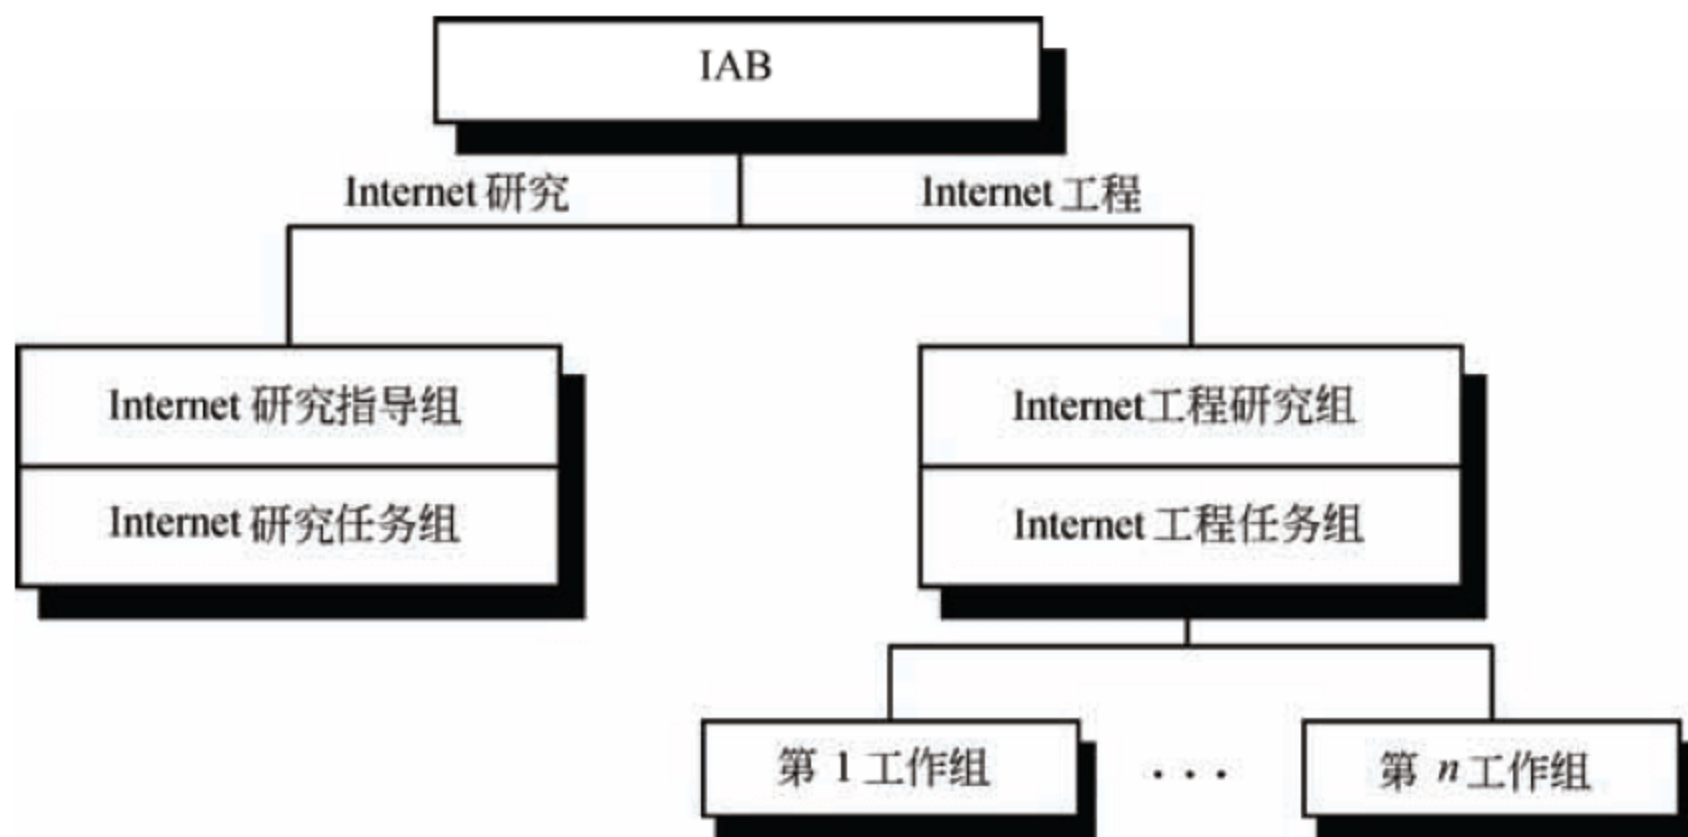 IAB
Internet 研究
Internet 工程
Internet 研究指导组
Internet工程研究组
Internet 研究任务组
Internet 工程任务组
第 1 工作组
· · ·
第 n 工作组